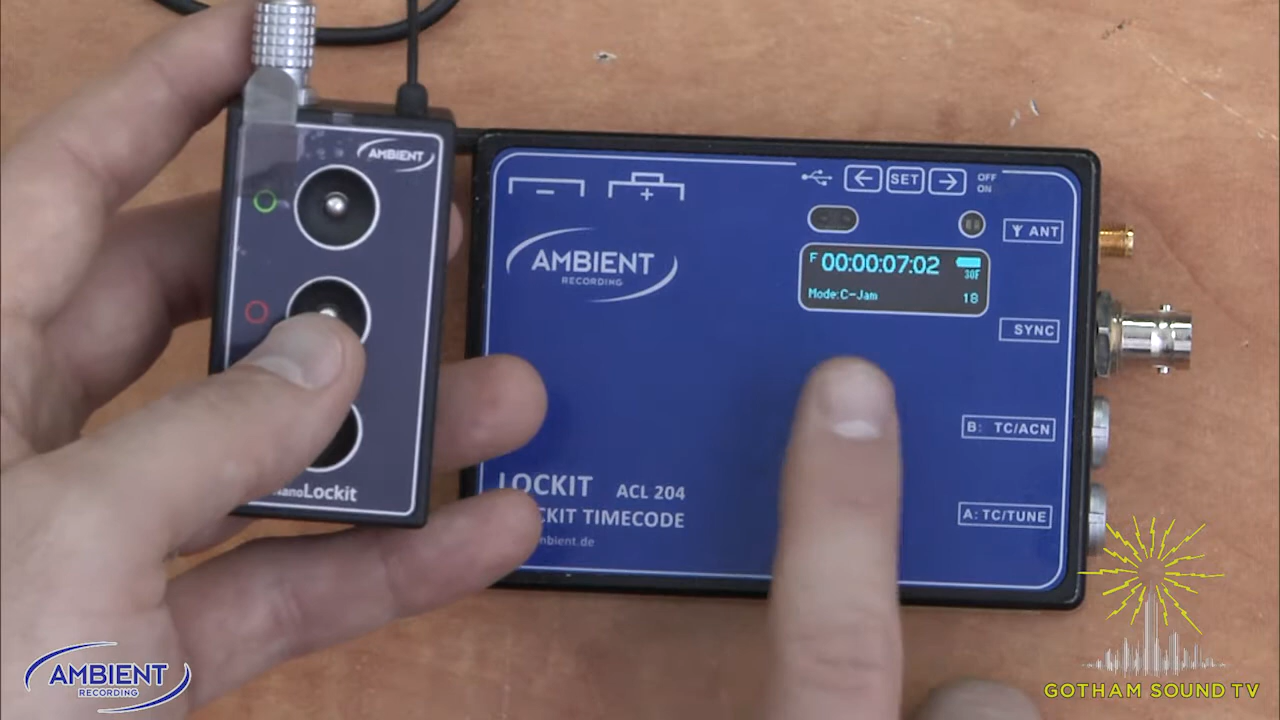 AMBIENT
nanoLockit
AMBIENT
RECORDING
SET
OFF
ON
ANT
F 00:00:07:02
30F
Mode:C-Jam 18
SYNC
B: TC/ACN
A: TC/TUNE
LOCKIT ACL 204
TIMECODE
AMBIENT
RECORDING
GOTHAM SOUND TV